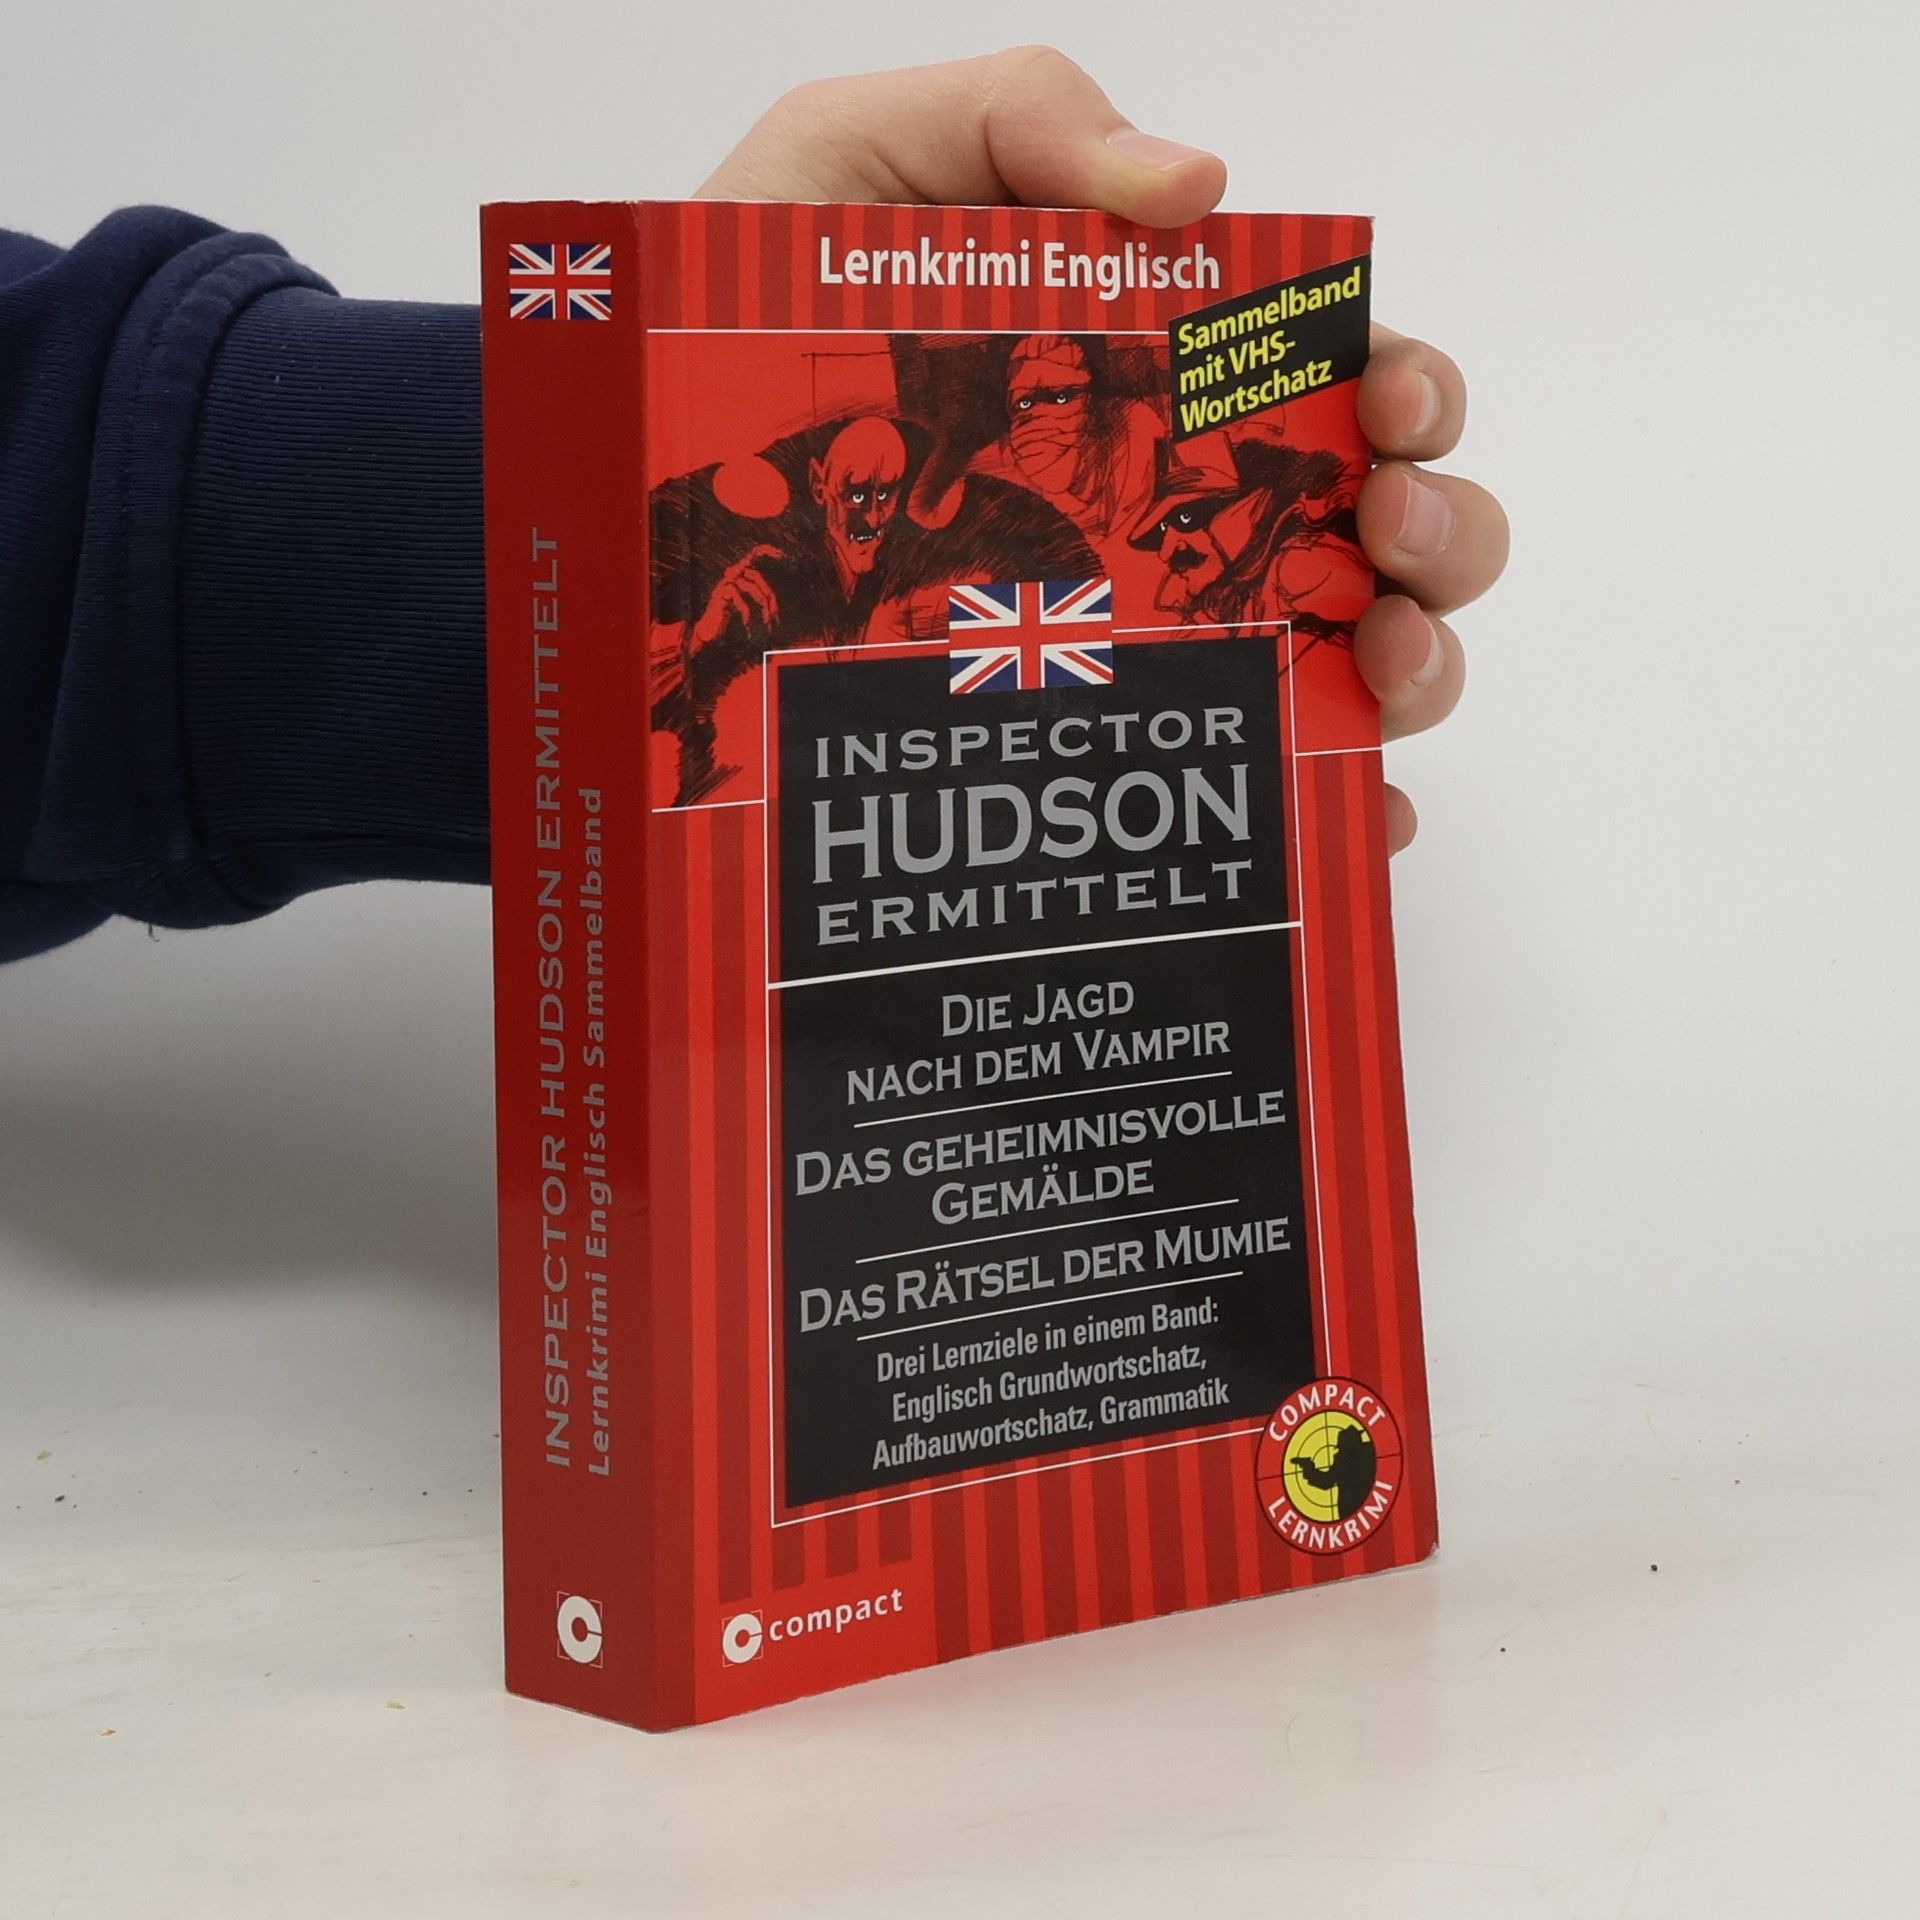 Lernkrimi Englisch
Sammelband
mit VHS-
Wortschatz
INSPECTOR
HUDSON
ERMITTELT
DIE JAGD
NACH DEM VAMPIR
DAS GEHEIMNISVOLLE
GEMÄLDE
DAS RÄTSEL DER MUMIE
Drei Lernziele in einem Band:
Englisch Grundwortschatz,
Aufbauwortschatz, Grammatik
COMPACT
LERNKRIMI
compact
INSPECTOR HUDSON ERMITTELT
Lernkrimi Englisch Sammelband